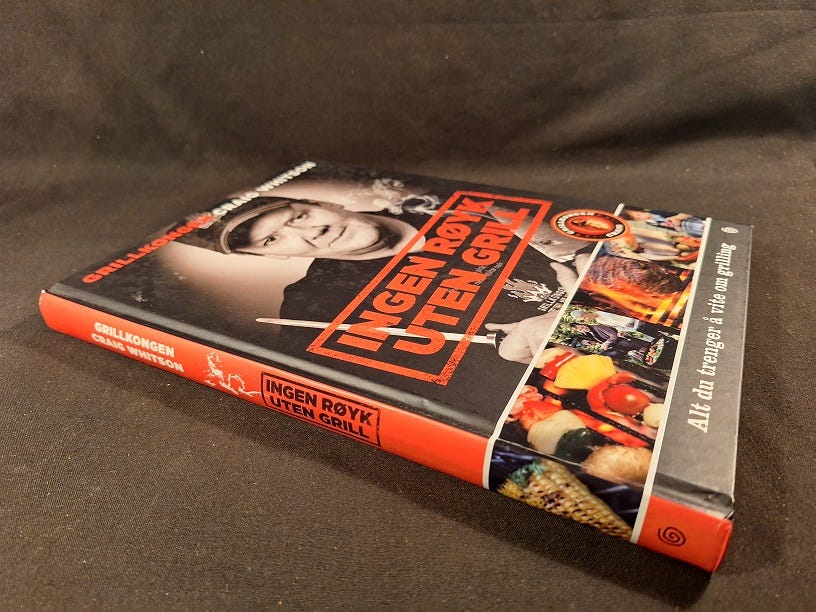 GRILLKONGEN CRAIG WHITSON
INGEN RØYK
UTEN GRILL
Alt du trenger å vite om grilling
GRILLKONGEN
CRAIG WHITSON
INGEN RØYK
UTEN GRILL